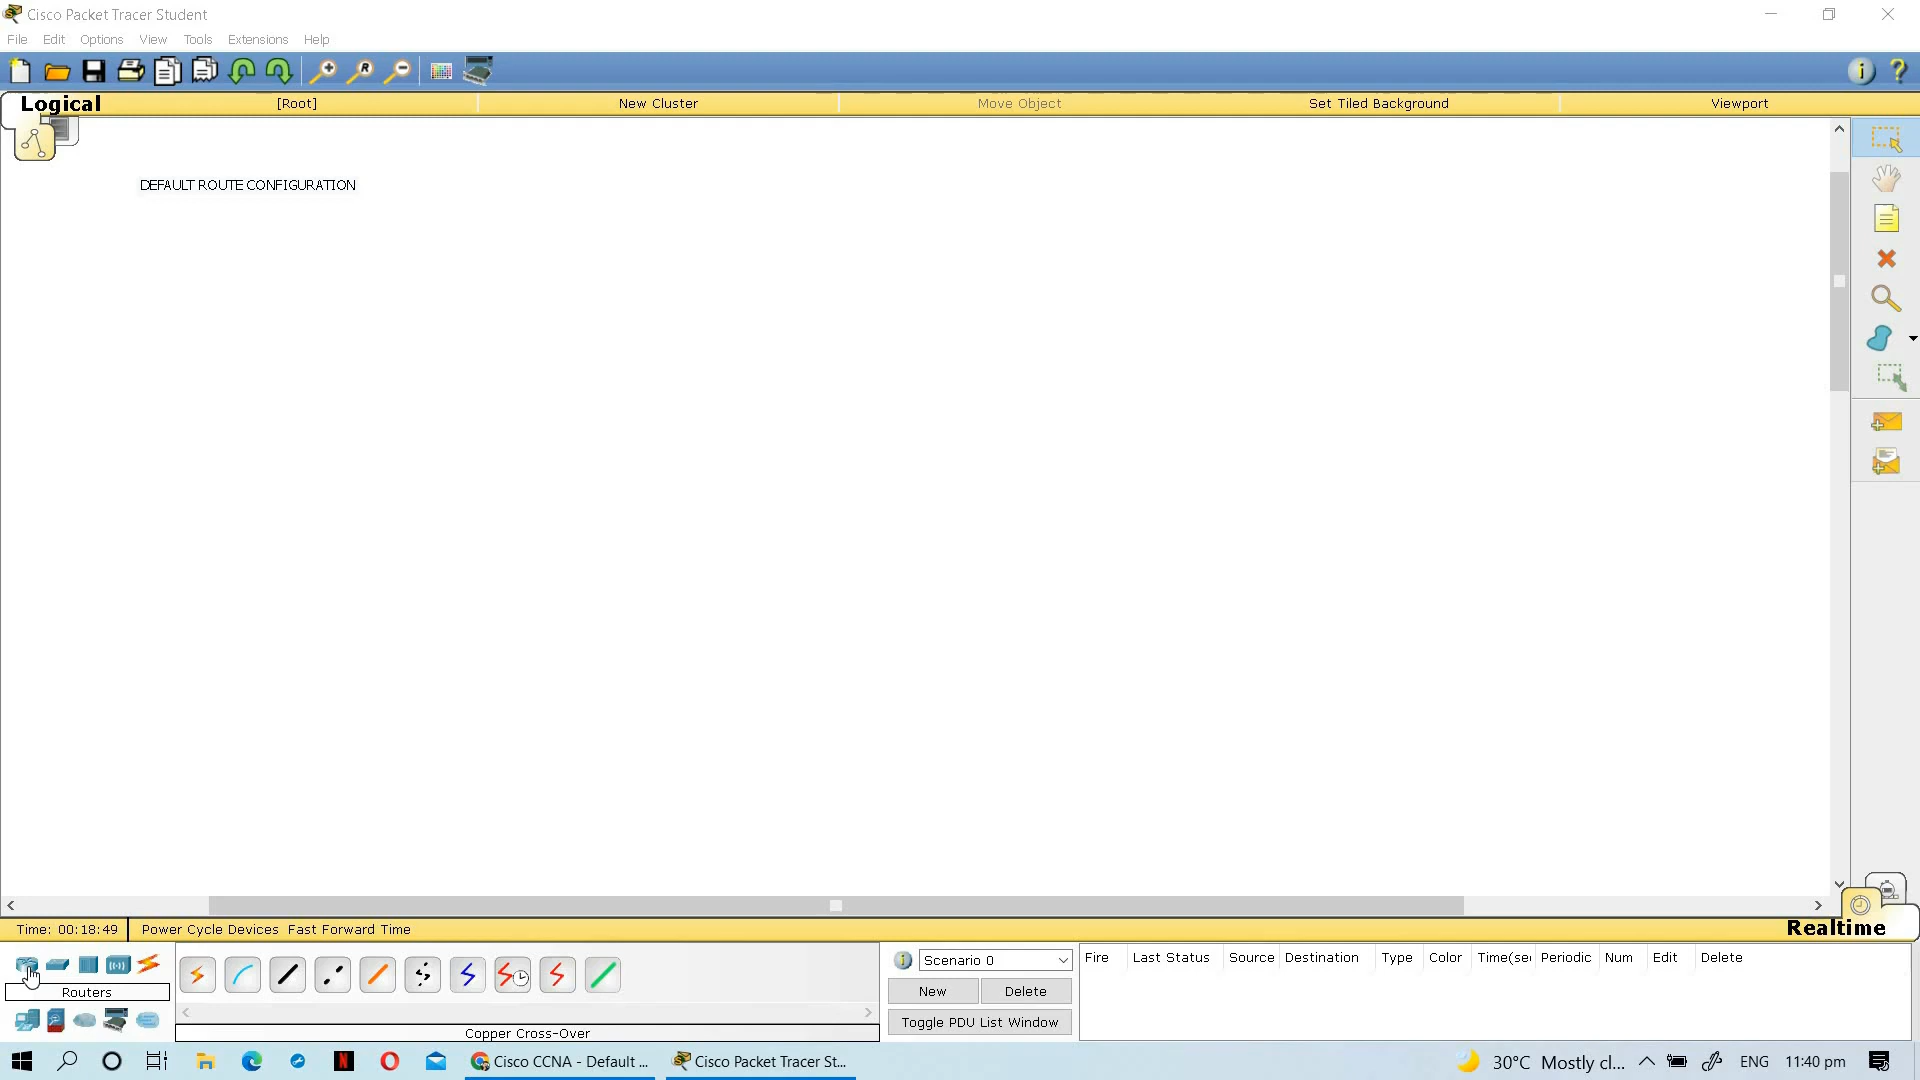 Cisco Packet Tracer Student
File Edit Options View Tools Extensions Help
Logical [Root] New Cluster Move Object Set Tiled Background Viewport
DEFAULT ROUTE CONFIGURATION
Time: 00:18:49 Power Cycle Devices Fast Forward Time Realtime
Scenario 0 Fire Last Status Source Destination Type Color Time(se Periodic Num Edit Delete
Routers New Delete
Toggle PDU List Window
Copper Cross-Over
Cisco CCNA - Default ... Cisco Packet Tracer St... 30°C Mostly cl... ENG 11:40 pm